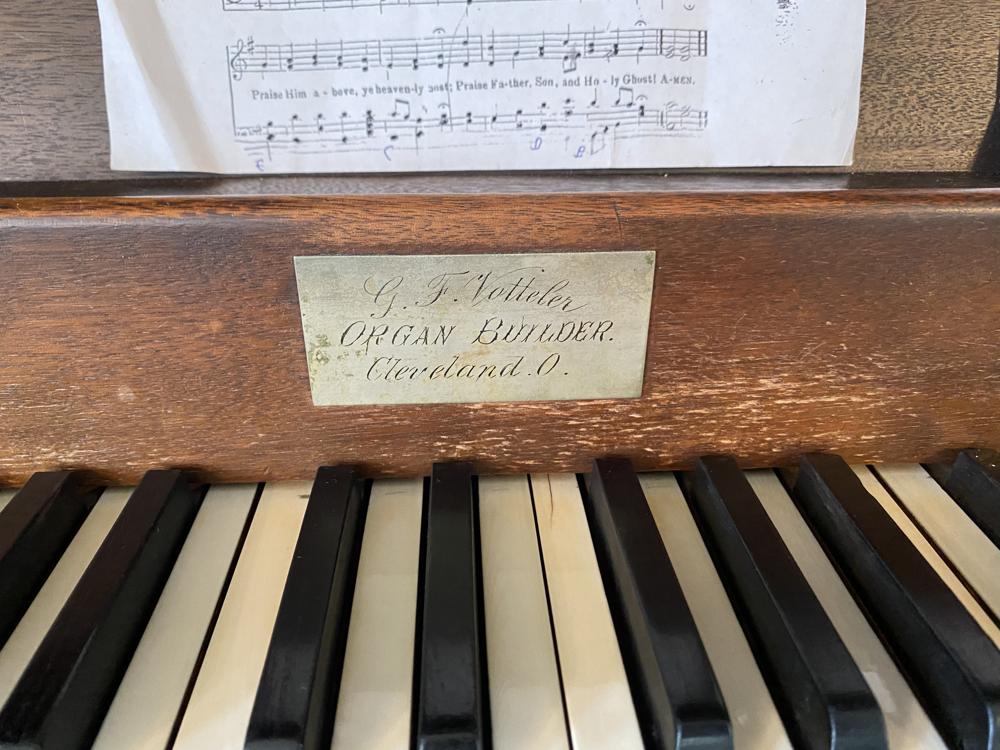 Praise Him a - bove, ye heaven-ly host; Praise Fa-ther, Son, and Ho - ly Ghost! A-MEN.
G. F. Votteler
ORGAN BUILDER.
Cleveland. O.